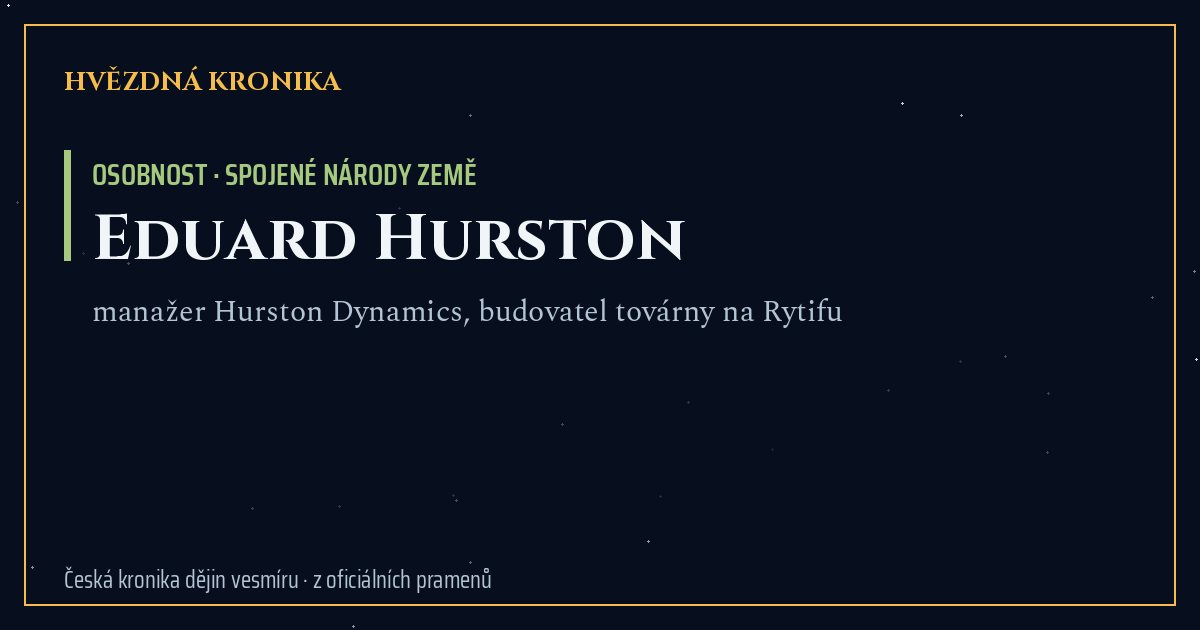 HVĚZDNÁ KRONIKA
OSOBNOST · SPOJENÉ NÁRODY ZEMĚ
EDUARD HURSTON
manažer Hurston Dynamics, budovatel továrny na Rytifu
Česká kronika dějin vesmíru · z oficiálních pramenů